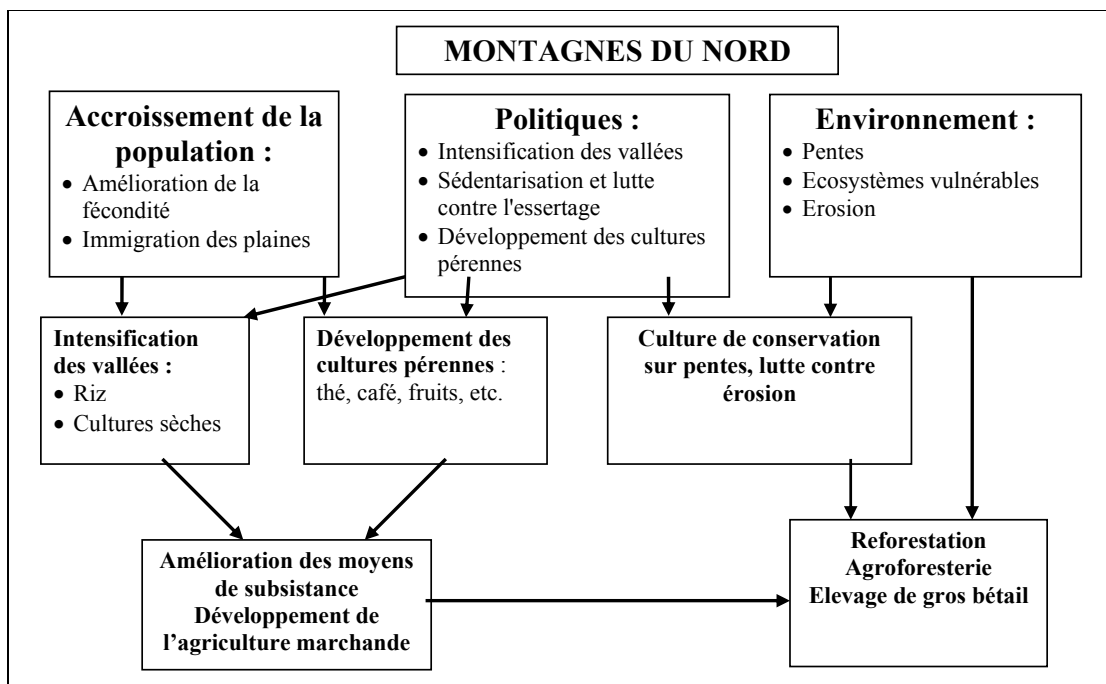 MONTAGNES DU NORD
Accroissement de la
population :
• Amélioration de la
fécondité
• Immigration des plaines
Politiques :
• Intensification des vallées
• Sédentarisation et lutte
contre l'essertage
• Développement des cultures
pérennes
Environnement :
• Pentes
• Ecosystèmes vulnérables
• Erosion
Intensification
des vallées :
• Riz
• Cultures sèches
Développement des
cultures pérennes :
thé, café, fruits, etc.
Culture de conservation
sur pentes, lutte contre
érosion
Amélioration des moyens
de subsistance
Développement de
l’agriculture marchande
Reforestation
Agroforesterie
Elevage de gros bétail